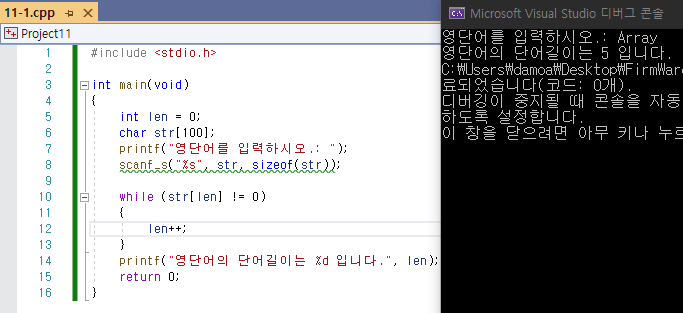 11-1.cpp
Project11
1 #include <stdio.h>
2
3 int main(void)
4 {
5 int len = 0;
6 char str[100];
7 printf("영단어를 입력하시오.: ");
8 scanf_s("%s", str, sizeof(str));
9
10 while (str[len] != 0)
11 {
12 len++;
13 }
14 printf("영단어의 단어길이는 %d 입니다.", len);
15 return 0;
16 }
Microsoft Visual Studio 디버그 콘솔
영단어를 입력하시오.: Array
영단어의 단어길이는 5 입니다.
C:₩Users₩damoa₩Desktop₩FirmWar
료되었습니다(코드: 0개).
디버깅이 중지될 때 콘솔을 자동
하도록 설정합니다.
이 창을 닫으려면 아무 키나 누르